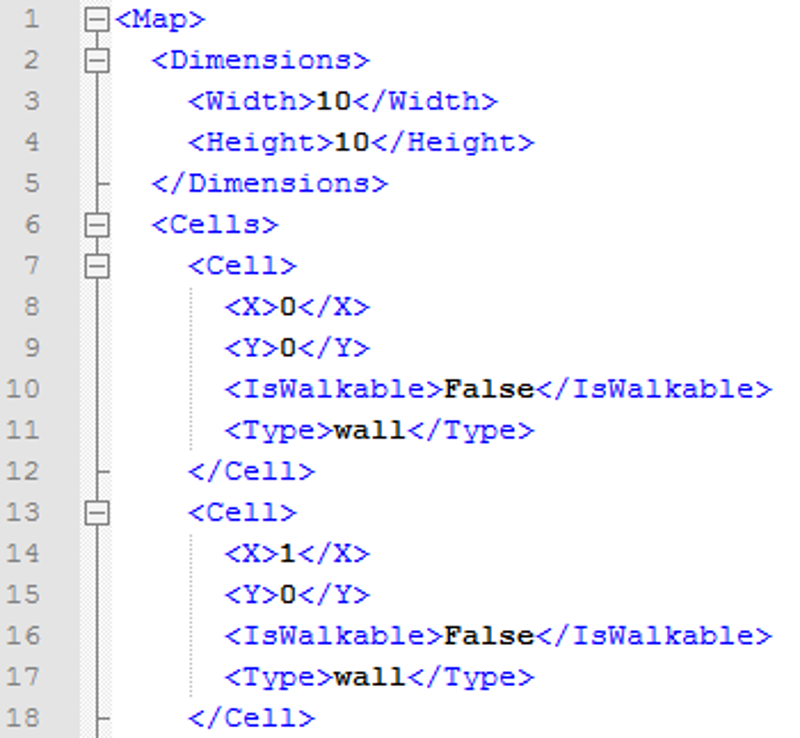 1 <Map>
2 <Dimensions>
3 <Width>10</Width>
4 <Height>10</Height>
5 </Dimensions>
6 <Cells>
7 <Cell>
8 <X>0</X>
9 <Y>0</Y>
10 <IsWalkable>False</IsWalkable>
11 <Type>wall</Type>
12 </Cell>
13 <Cell>
14 <X>1</X>
15 <Y>0</Y>
16 <IsWalkable>False</IsWalkable>
17 <Type>wall</Type>
18 </Cell>